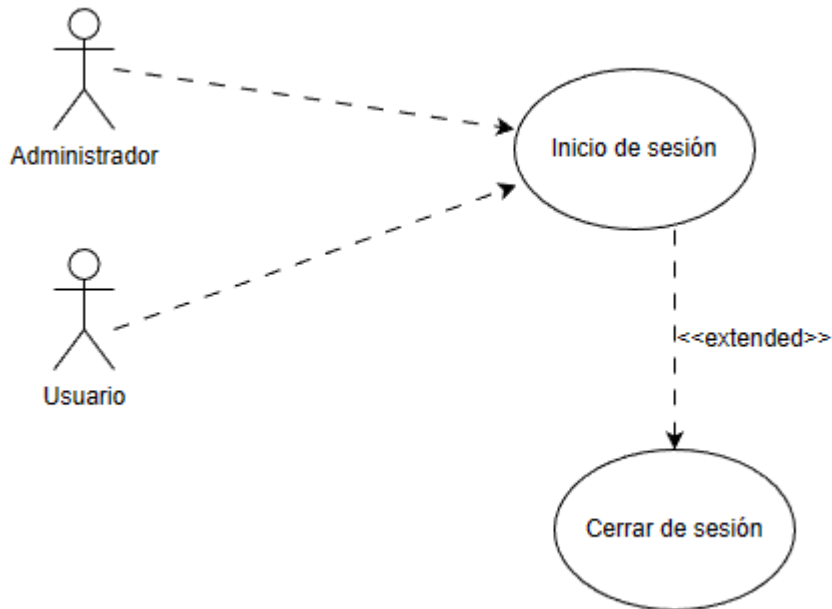 Administrador
Inicio de sesión
Usuario
<<extended>>
Cerrar de sesión